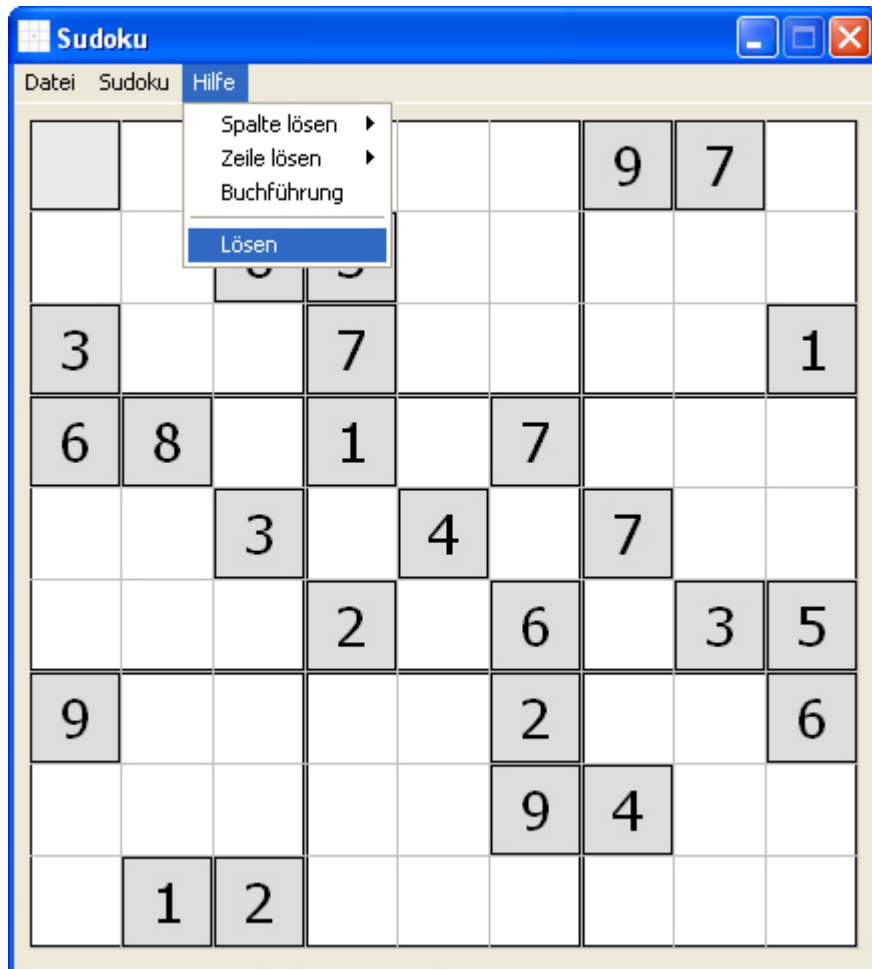 Sudoku
Datei Sudoku Hilfe
Spalte lösen
Zeile lösen
Buchführung
Lösen
9 7
3 7 1
6 8 1 7
3 4 7
2 6 3 5
9 2 6
9 4
1 2